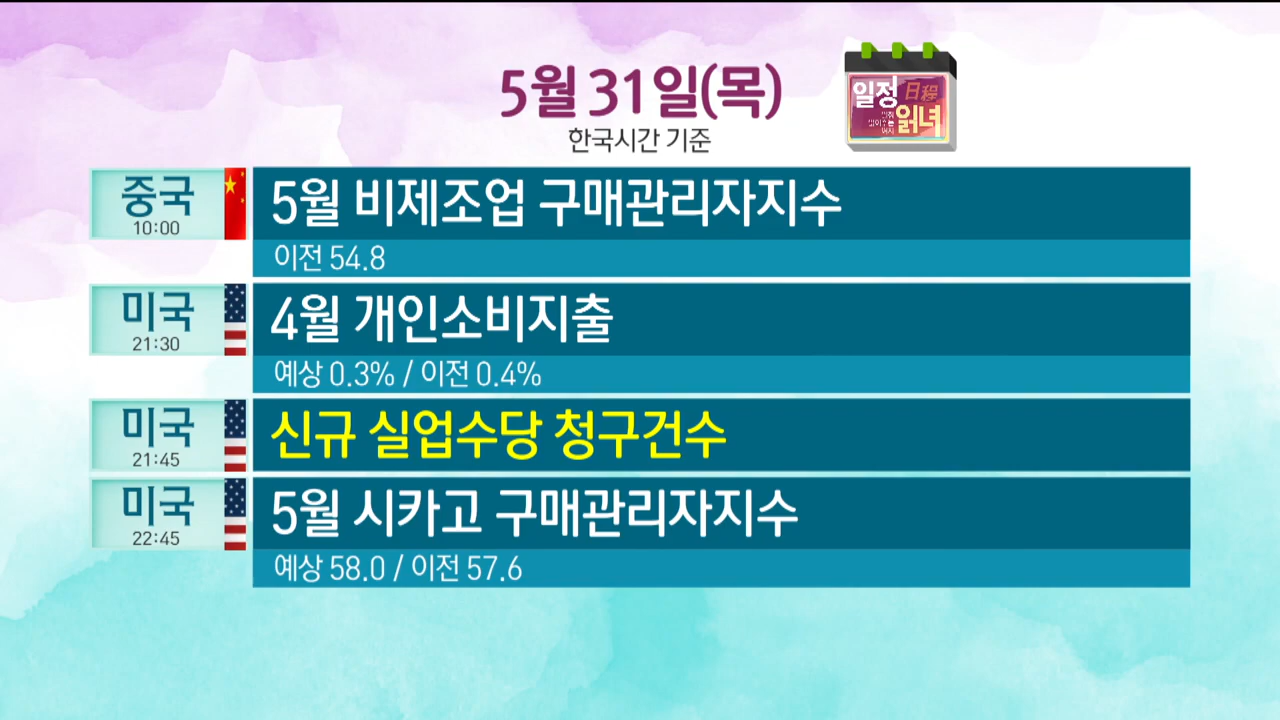 5월 31일(목)
한국시간 기준
일정 日程
읽녀
중국
10:00
5월 비제조업 구매관리자지수
이전 54.8
미국
21:30
4월 개인소비지출
예상 0.3% / 이전 0.4%
미국
21:45
신규 실업수당 청구건수
미국
22:45
5월 시카고 구매관리자지수
예상 58.0 / 이전 57.6